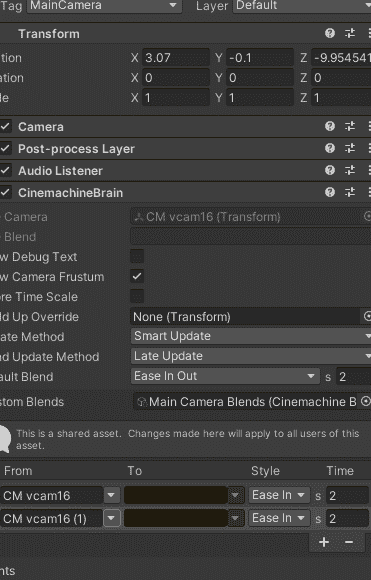 Tag MainCamera Layer Default
Transform
tion X 3.07 Y -0.1 Z -9.954541
ation X 0 Y 0 Z 0
le X 1 Y 1 Z 1
Camera
Post-process Layer
Audio Listener
CinemachineBrain
e Camera CM vcam16 (Transform)
e Blend
w Debug Text
w Camera Frustum
ore Time Scale
ld Up Override None (Transform)
ate Method Smart Update
nd Update Method Late Update
ault Blend Ease In Out s 2
stom Blends Main Camera Blends (Cinemachine B
This is a shared asset. Changes made here will apply to all users of this
asset.
From To Style Time
CM vcam16 Ease In s 2
CM vcam16 (1) Ease In s 2
+ −
nts